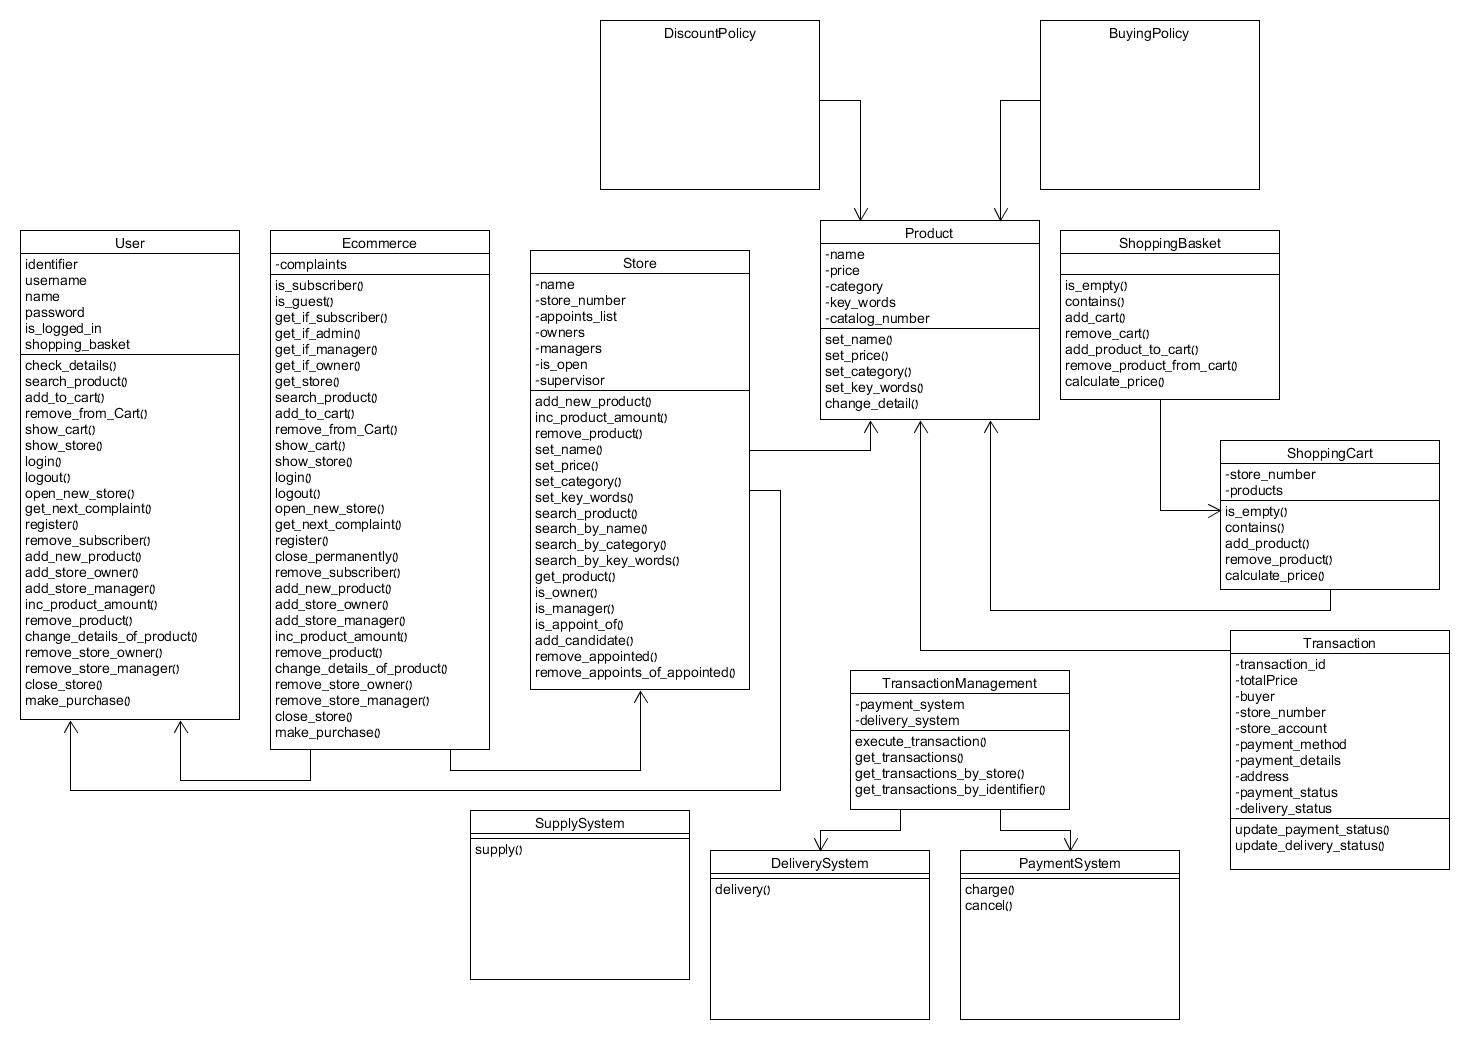 DiscountPolicy
BuyingPolicy
User
identifier
username
name
password
is_logged_in
shopping_basket
check_details()
search_product()
add_to_cart()
remove_from_Cart()
show_cart()
show_store()
login()
logout()
open_new_store()
get_next_complaint()
register()
remove_subscriber()
add_new_product()
add_store_owner()
add_store_manager()
inc_product_amount()
remove_product()
change_details_of_product()
remove_store_owner()
remove_store_manager()
close_store()
make_purchase()
Ecommerce
-complaints
is_subscriber()
is_guest()
get_if_subscriber()
get_if_admin()
get_if_manager()
get_if_owner()
get_store()
search_product()
add_to_cart()
remove_from_Cart()
show_cart()
show_store()
login()
logout()
open_new_store()
get_next_complaint()
register()
close_permanently()
remove_subscriber()
add_new_product()
add_store_owner()
add_store_manager()
inc_product_amount()
remove_product()
change_details_of_product()
remove_store_owner()
remove_store_manager()
close_store()
make_purchase()
Store
-name
-store_number
-appoints_list
-owners
-managers
-is_open
-supervisor
add_new_product()
inc_product_amount()
remove_product()
set_name()
set_price()
set_category()
set_key_words()
search_product()
search_by_name()
search_by_category()
search_by_key_words()
get_product()
is_owner()
is_manager()
is_appoint_of()
add_candidate()
remove_appointed()
remove_appoints_of_appointed()
Product
-name
-price
-category
-key_words
-catalog_number
set_name()
set_price()
set_category()
set_key_words()
change_detail()
ShoppingBasket
is_empty()
contains()
add_cart()
remove_cart()
add_product_to_cart()
remove_product_from_cart()
calculate_price()
ShoppingCart
-store_number
-products
is_empty()
contains()
add_product()
remove_product()
calculate_price()
Transaction
-transaction_id
-totalPrice
-buyer
-store_number
-store_account
-payment_method
-payment_details
-address
-payment_status
-delivery_status
update_payment_status()
update_delivery_status()
TransactionManagement
-payment_system
-delivery_system
execute_transaction()
get_transactions()
get_transactions_by_store()
get_transactions_by_identifier()
SupplySystem
supply()
DeliverySystem
delivery()
PaymentSystem
charge()
cancel()